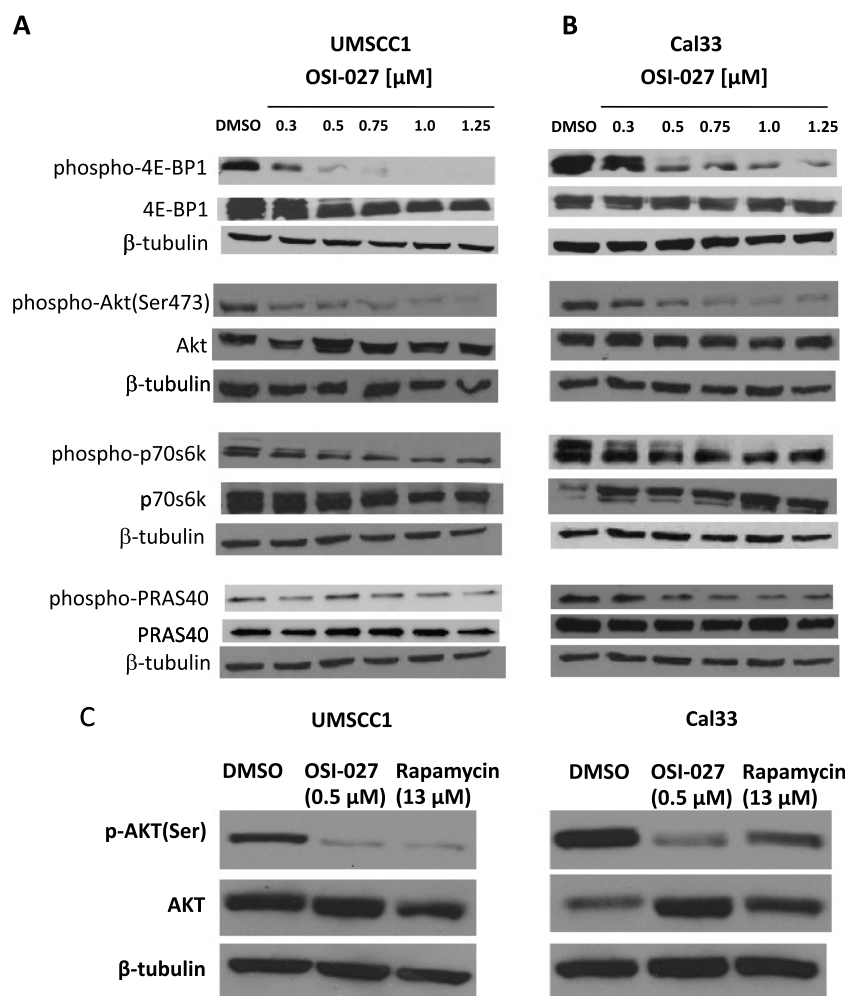 A
B
UMSCC1
Cal33
OSI-027 [µM]
OSI-027 [µM]
DMSO 0.3 0.5 0.75 1.0 1.25
DMSO 0.3 0.5 0.75 1.0 1.25
phospho-4E-BP1
4E-BP1
β-tubulin
phospho-Akt(Ser473)
Akt
β-tubulin
phospho-p70s6k
p70s6k
β-tubulin
phospho-PRAS40
PRAS40
β-tubulin
C
UMSCC1
Cal33
DMSO OSI-027 Rapamycin
(0.5 µM) (13 µM)
DMSO OSI-027 Rapamycin
(0.5 µM) (13 µM)
p-AKT(Ser)
AKT
β-tubulin